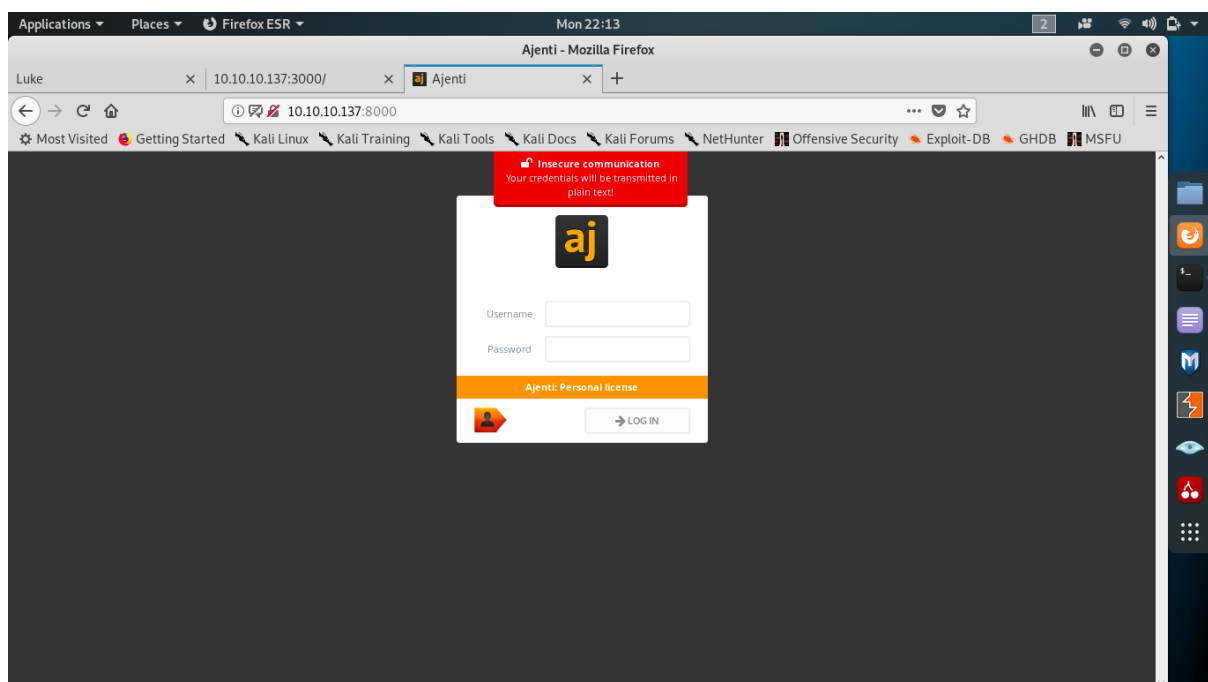 Applications Places Firefox ESR Mon 22:13 2
Ajenti - Mozilla Firefox
Luke 10.10.10.137:3000/ aj Ajenti
10.10.10.137:8000
Most Visited Getting Started Kali Linux Kali Training Kali Tools Kali Docs Kali Forums NetHunter Offensive Security Exploit-DB GHDB MSFU
Insecure communication
Your credentials will be transmitted in
plain text!
aj
Username
Password
Ajenti: Personal license
LOG IN
$_